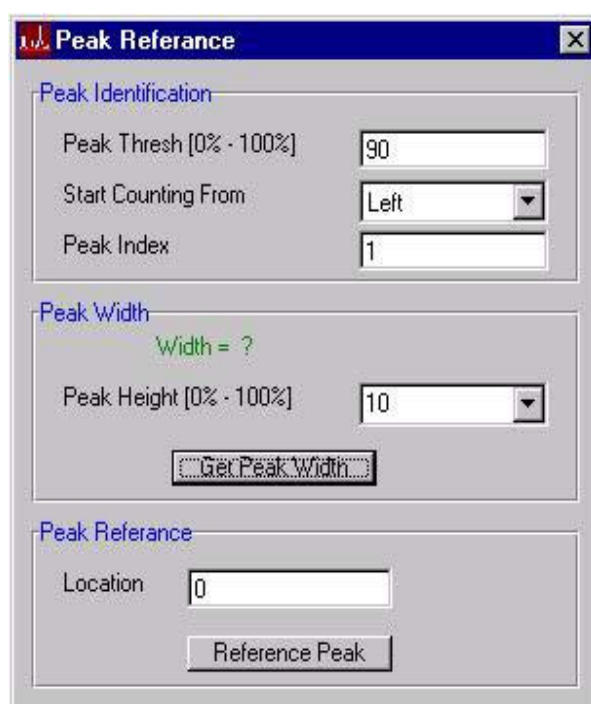 Peak Referance
Peak Identification
Peak Thresh [0% - 100%] 90
Start Counting From Left
Peak Index 1
Peak Width
Width = ?
Peak Height [0% - 100%] 10
Get Peak Width
Peak Referance
Location 0
Reference Peak